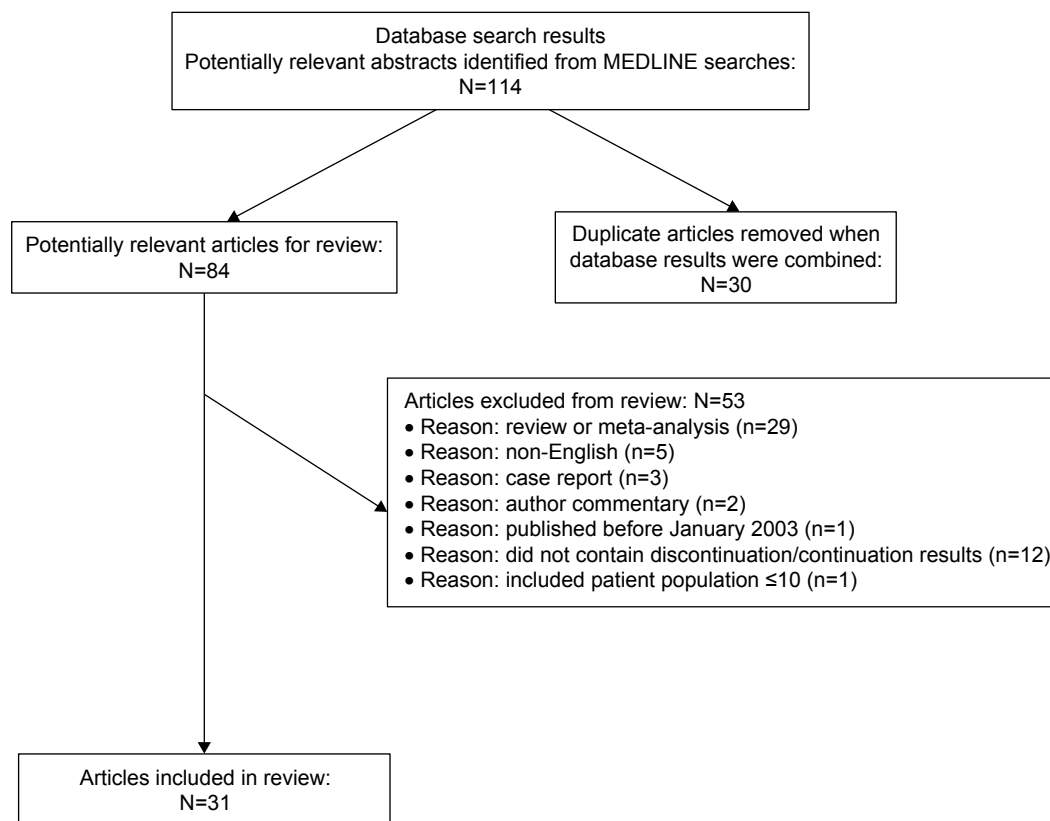 Database search results
Potentially relevant abstracts identified from MEDLINE searches:
N=114
Potentially relevant articles for review:
N=84
Duplicate articles removed when
database results were combined:
N=30
Articles excluded from review: N=53
• Reason: review or meta-analysis (n=29)
• Reason: non-English (n=5)
• Reason: case report (n=3)
• Reason: author commentary (n=2)
• Reason: published before January 2003 (n=1)
• Reason: did not contain discontinuation/continuation results (n=12)
• Reason: included patient population ≤10 (n=1)
Articles included in review:
N=31